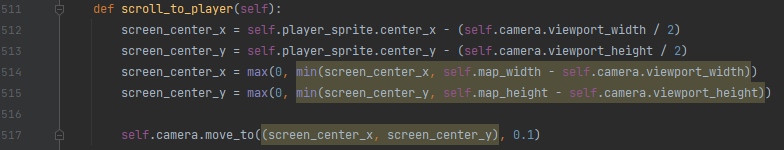 511 def scroll_to_player(self):
512 screen_center_x = self.player_sprite.center_x - (self.camera.viewport_width / 2)
513 screen_center_y = self.player_sprite.center_y - (self.camera.viewport_height / 2)
514 screen_center_x = max(0, min(screen_center_x, self.map_width - self.camera.viewport_width))
515 screen_center_y = max(0, min(screen_center_y, self.map_height - self.camera.viewport_height))
516
517 self.camera.move_to((screen_center_x, screen_center_y), 0.1)